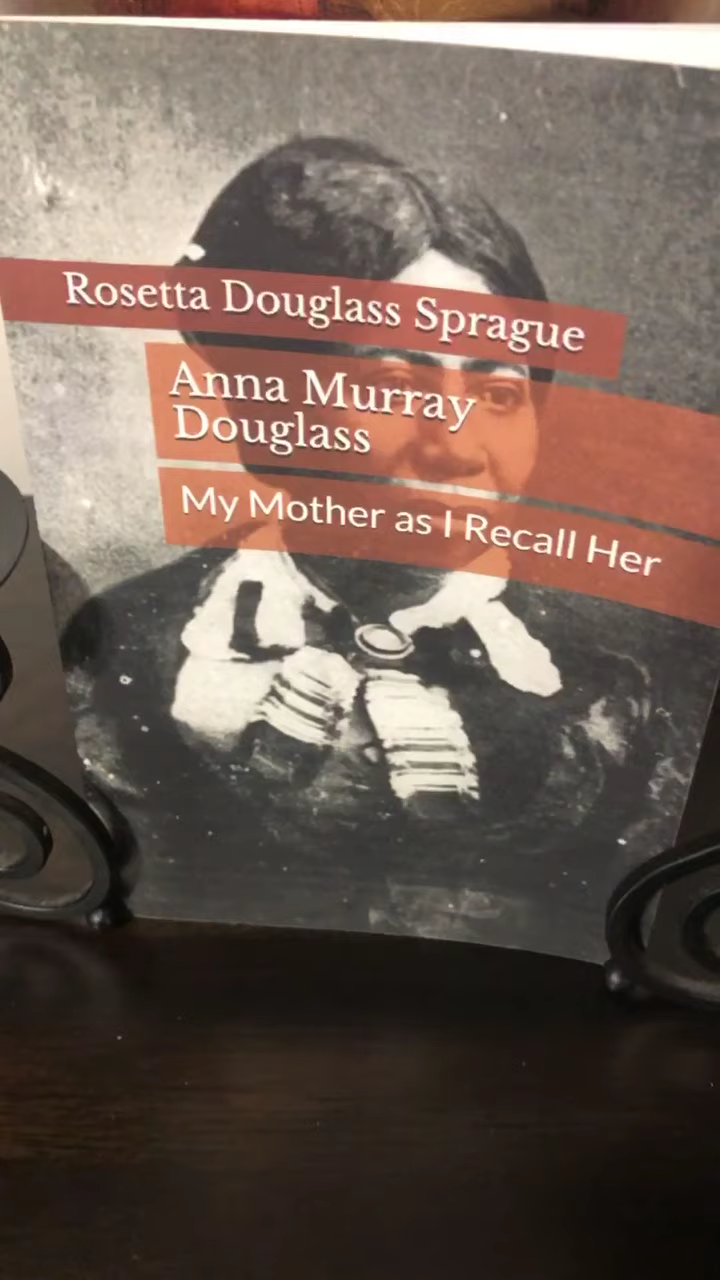 Rosetta Douglass Sprague
Anna Murray
Douglass
My Mother as I Recall Her